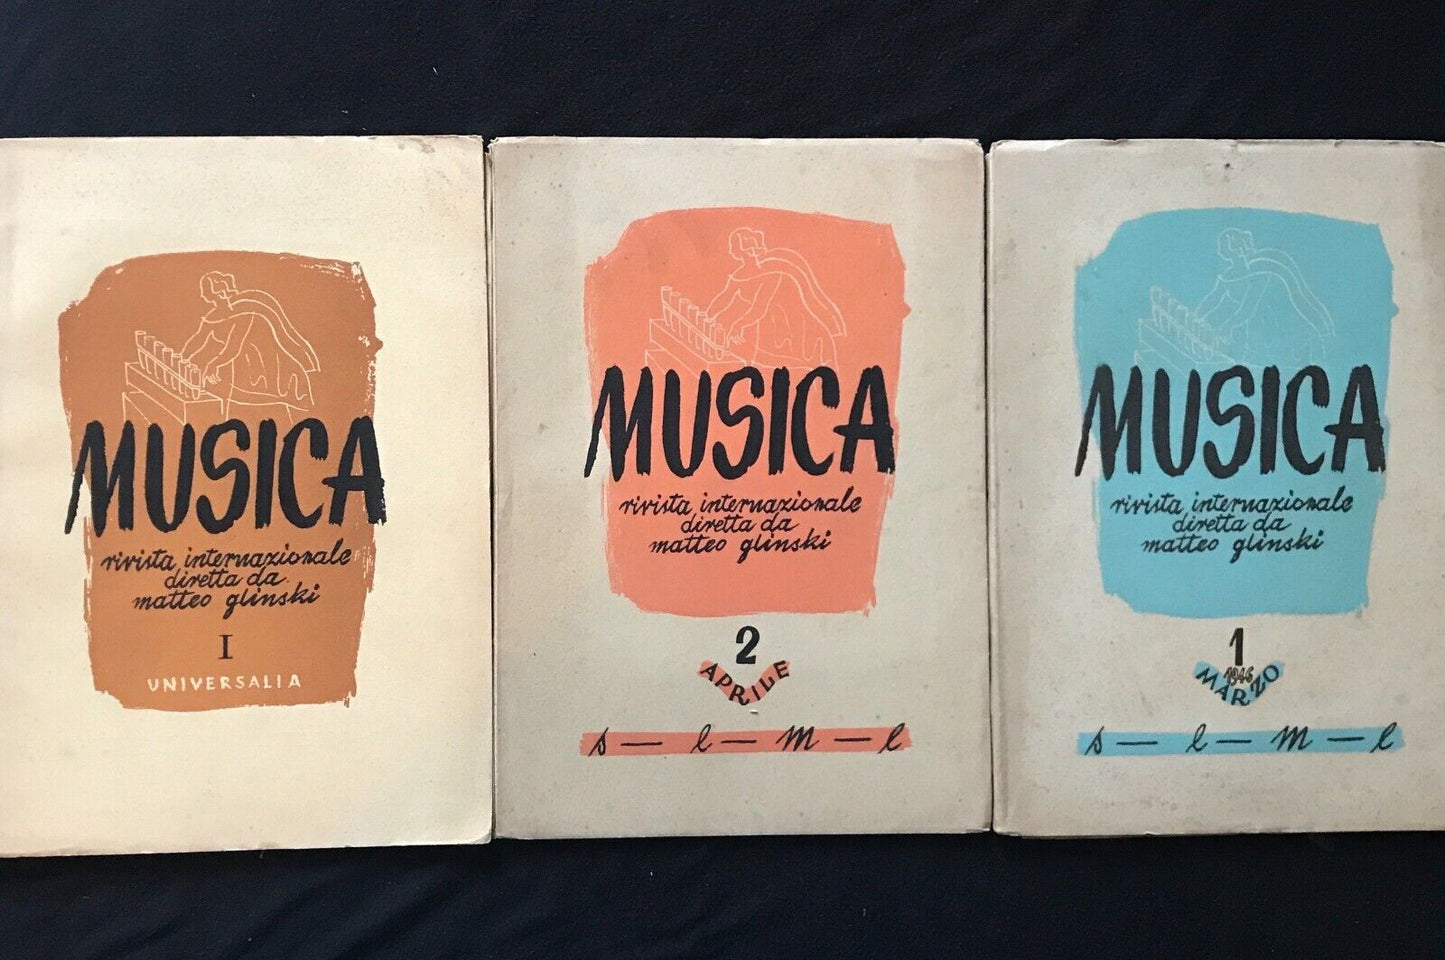 MUSICA
rivista internazionale
diretta da
matteo glinski
I
UNIVERSALIA
MUSICA
rivista internazionale
diretta da
matteo glinski
2
APRILE
s — l — m — l
MUSICA
rivista internazionale
diretta da
matteo glinski
1
1946
MARZO
s — l — m — l